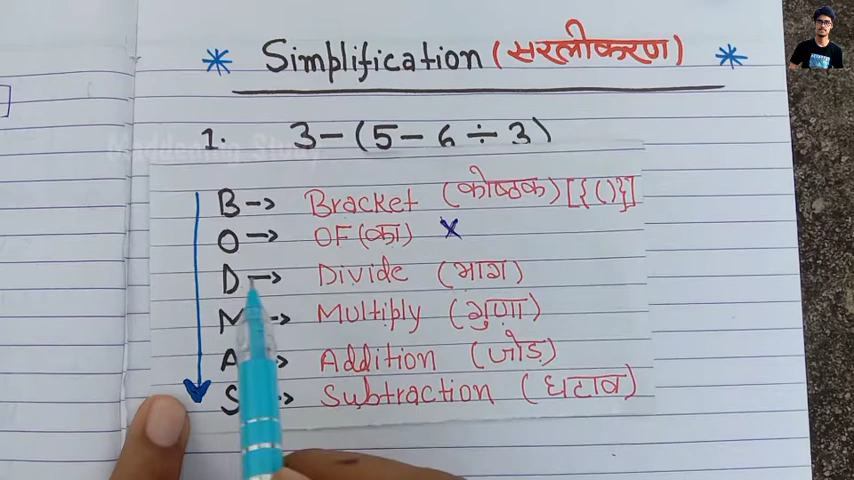 * Simplification (सरलीकरण) *
1. 3-(5-6÷3)
B→ Bracket (कोष्ठक) [{()}]
O→ OF (का) ×
D→ Divide (भाग)
M→ Multiply (गुणा)
A→ Addition (जोड़)
S→ Subtraction (घटाव)